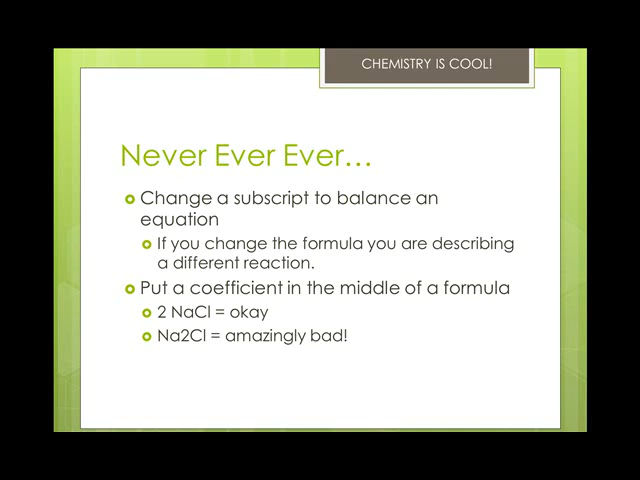 CHEMISTRY IS COOL!
Never Ever Ever…
Change a subscript to balance an
equation
If you change the formula you are describing
a different reaction.
Put a coefficient in the middle of a formula
2 NaCl = okay
Na2Cl = amazingly bad!